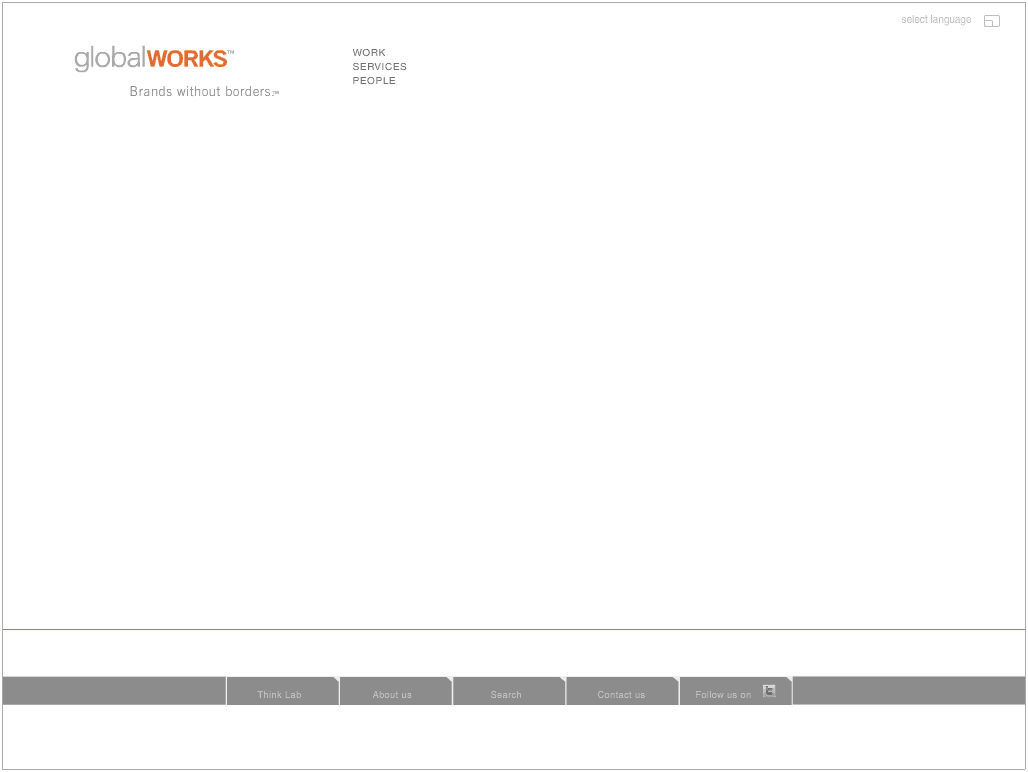 select language
globalWORKS™
Brands without borders.™
WORK
SERVICES
PEOPLE
Think Lab
About us
Search
Contact us
Follow us on